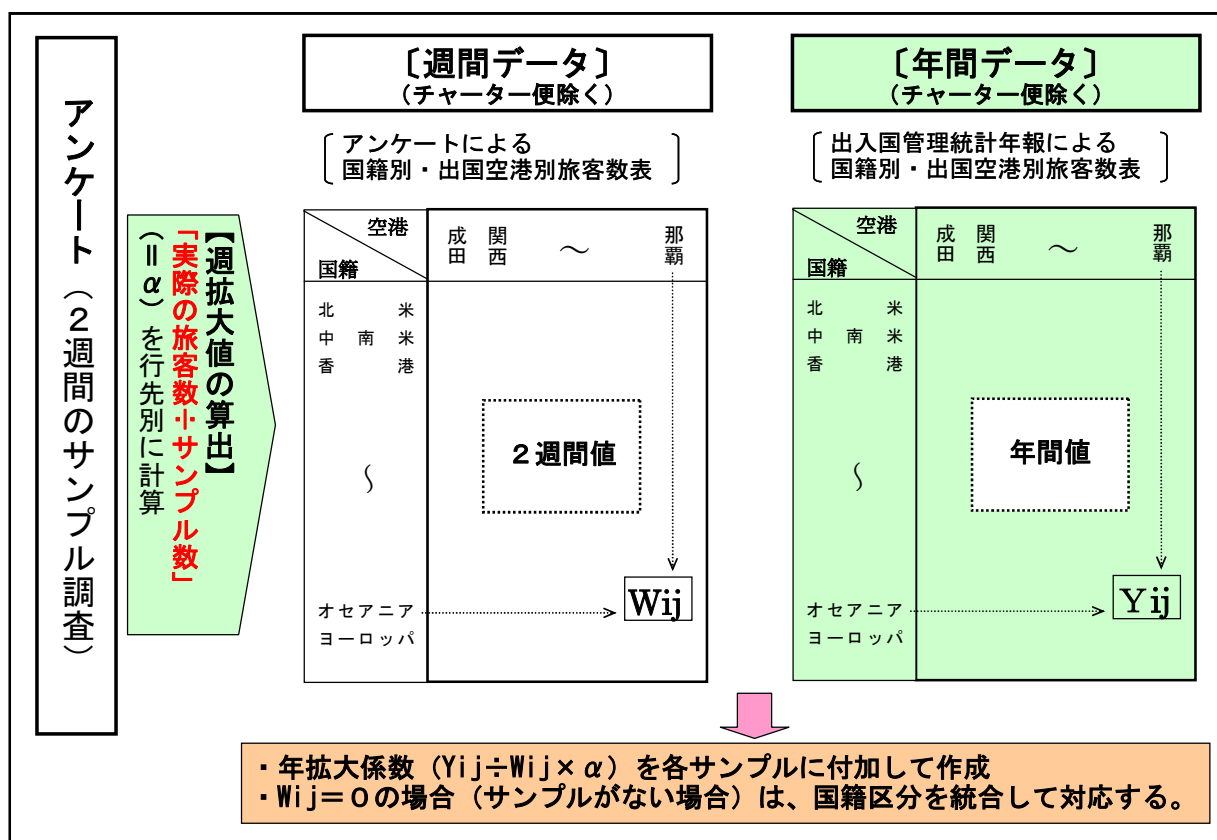 アンケート（２週間のサンプル調査）
【週拡大値の算出】
「実際の旅客数÷サンプル数」
（＝α）を行先別に計算
〔週間データ〕
（チャーター便除く）
アンケートによる
国籍別・出国空港別旅客数表
空港
国籍
成田
関西
～
那覇
北米
中南米
香港
～
オセアニア
ヨーロッパ
２週間値
Wij
〔年間データ〕
（チャーター便除く）
出入国管理統計年報による
国籍別・出国空港別旅客数表
空港
国籍
成田
関西
～
那覇
北米
中南米
香港
～
オセアニア
ヨーロッパ
年間値
Yij
・年拡大係数（Yij÷Wij×α）を各サンプルに付加して作成
・Wij＝０の場合（サンプルがない場合）は、国籍区分を統合して対応する。